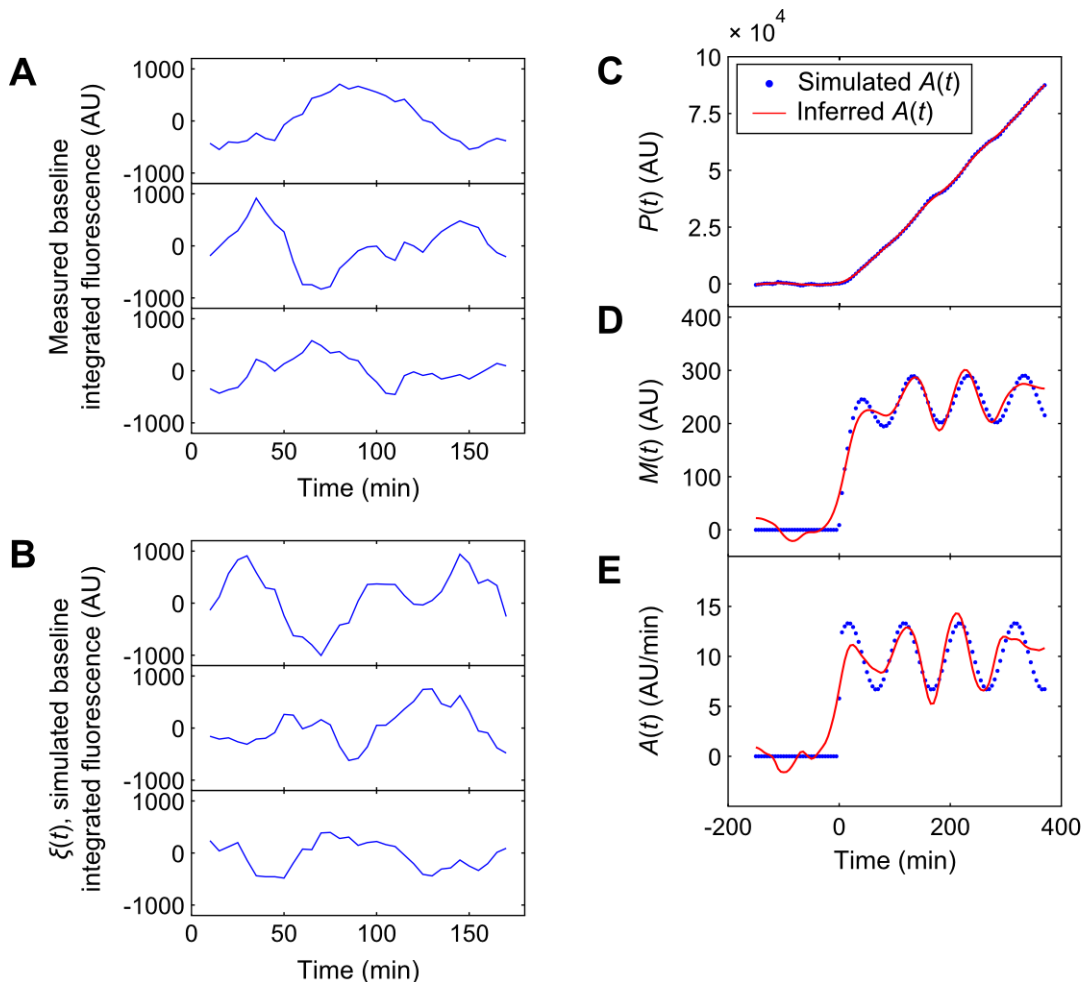 A
Measured baseline
integrated fluorescence (AU)
1000
0
-1000
1000
0
-1000
1000
0
-1000
0
50
100
150
Time (min)
B
ξ(t), simulated baseline
integrated fluorescence (AU)
1000
0
-1000
1000
0
-1000
1000
0
-1000
0
50
100
150
Time (min)
× 10⁴
C
P(t) (AU)
10
7.5
5
2.5
0
Simulated A(t)
Inferred A(t)
D
M(t) (AU)
400
300
200
100
0
E
A(t) (AU/min)
15
10
5
0
-200
0
200
400
Time (min)